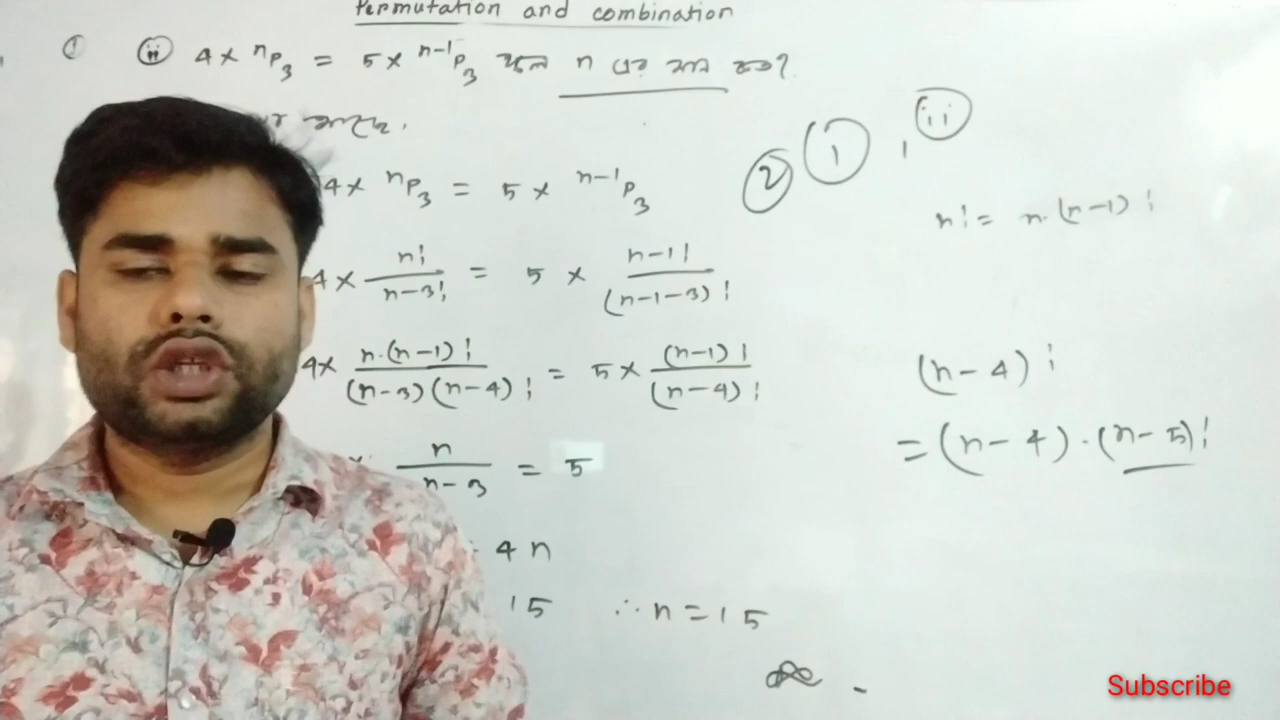 Permutation and combination
① ⓘⓘ 4 × ⁿP₃ = 5 × ⁿ⁻¹P₃ হলে n এর মান কত?
4 × ⁿP₃ = 5 × ⁿ⁻¹P₃
② ⓘ , ⓘⓘ
n! = n·(n-1)!
4 × n!/n-3! = 5 × n-1!/(n-1-3)!
4 × n·(n-1)!/(n-3)(n-4)! = 5 × (n-1)!/(n-4)!
(n-4)!
= (n-4)·(n-5)!
n/n-3 = 5
4n
15 ∴ n = 15
Subscribe